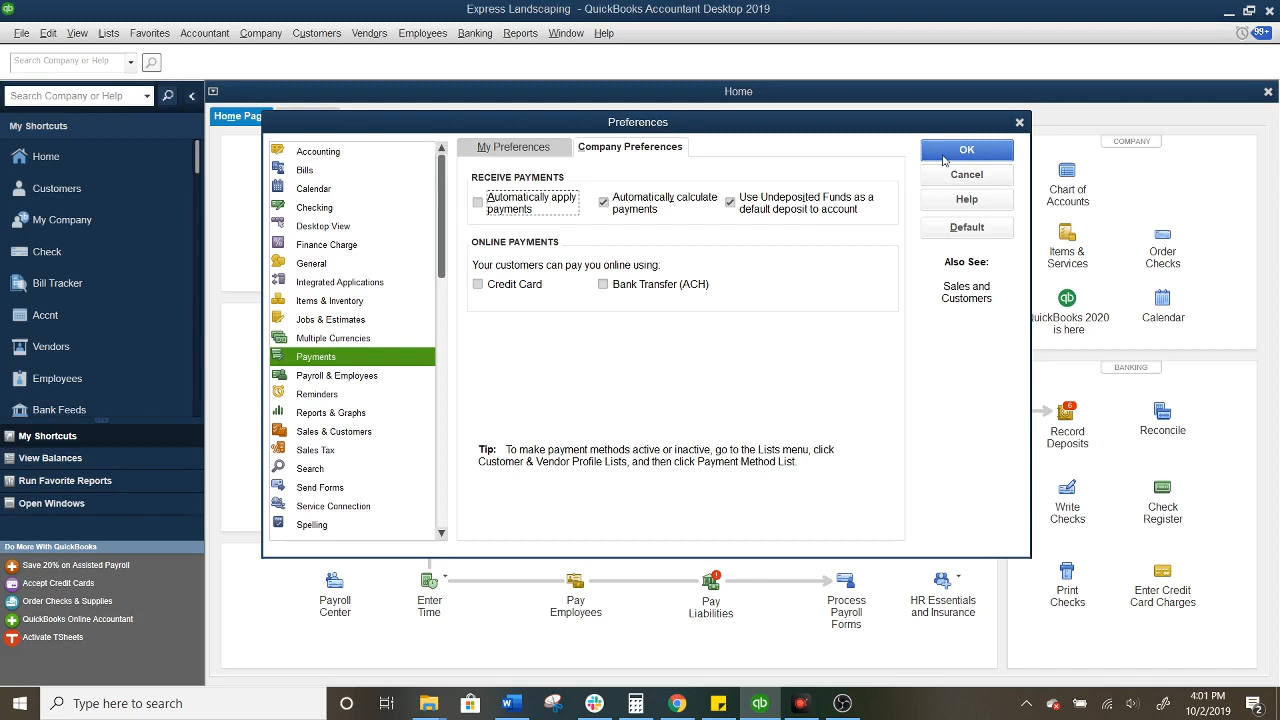 Express Landscaping - QuickBooks Accountant Desktop 2019
File Edit View Lists Favorites Accountant Company Customers Vendors Employees Banking Reports Window Help
99+
Search Company or Help
Home
Search Company or Help
My Shortcuts
Home
Customers
My Company
Check
Bill Tracker
Accnt
Vendors
Employees
Bank Feeds
My Shortcuts
View Balances
Run Favorite Reports
Open Windows
Do More With QuickBooks
Save 20% on Assisted Payroll
Accept Credit Cards
Order Checks & Supplies
QuickBooks Online Accountant
Activate TSheets
Home Pag
Preferences
Accounting
Bills
Calendar
Checking
Desktop View
Finance Charge
General
Integrated Applications
Items & Inventory
Jobs & Estimates
Multiple Currencies
Payments
Payroll & Employees
Reminders
Reports & Graphs
Sales & Customers
Sales Tax
Search
Send Forms
Service Connection
Spelling
My Preferences
Company Preferences
RECEIVE PAYMENTS
Automatically apply
payments
Automatically calculate
payments
Use Undeposited Funds as a
default deposit to account
ONLINE PAYMENTS
Your customers can pay you online using:
Credit Card
Bank Transfer (ACH)
Tip: To make payment methods active or inactive, go to the Lists menu, click
Customer & Vendor Profile Lists, and then click Payment Method List.
OK
Cancel
Help
Default
Also See:
Sales and
Customers
COMPANY
Chart of
Accounts
Items &
Services
Order
Checks
QuickBooks 2020
is here
Calendar
BANKING
6
Record
Deposits
Reconcile
Write
Checks
Check
Register
Print
Checks
Enter Credit
Card Charges
Payroll
Center
Enter
Time
Pay
Employees
Pay
Liabilities
Process
Payroll
Forms
HR Essentials
and Insurance
Type here to search
4:01 PM
10/2/2019
2